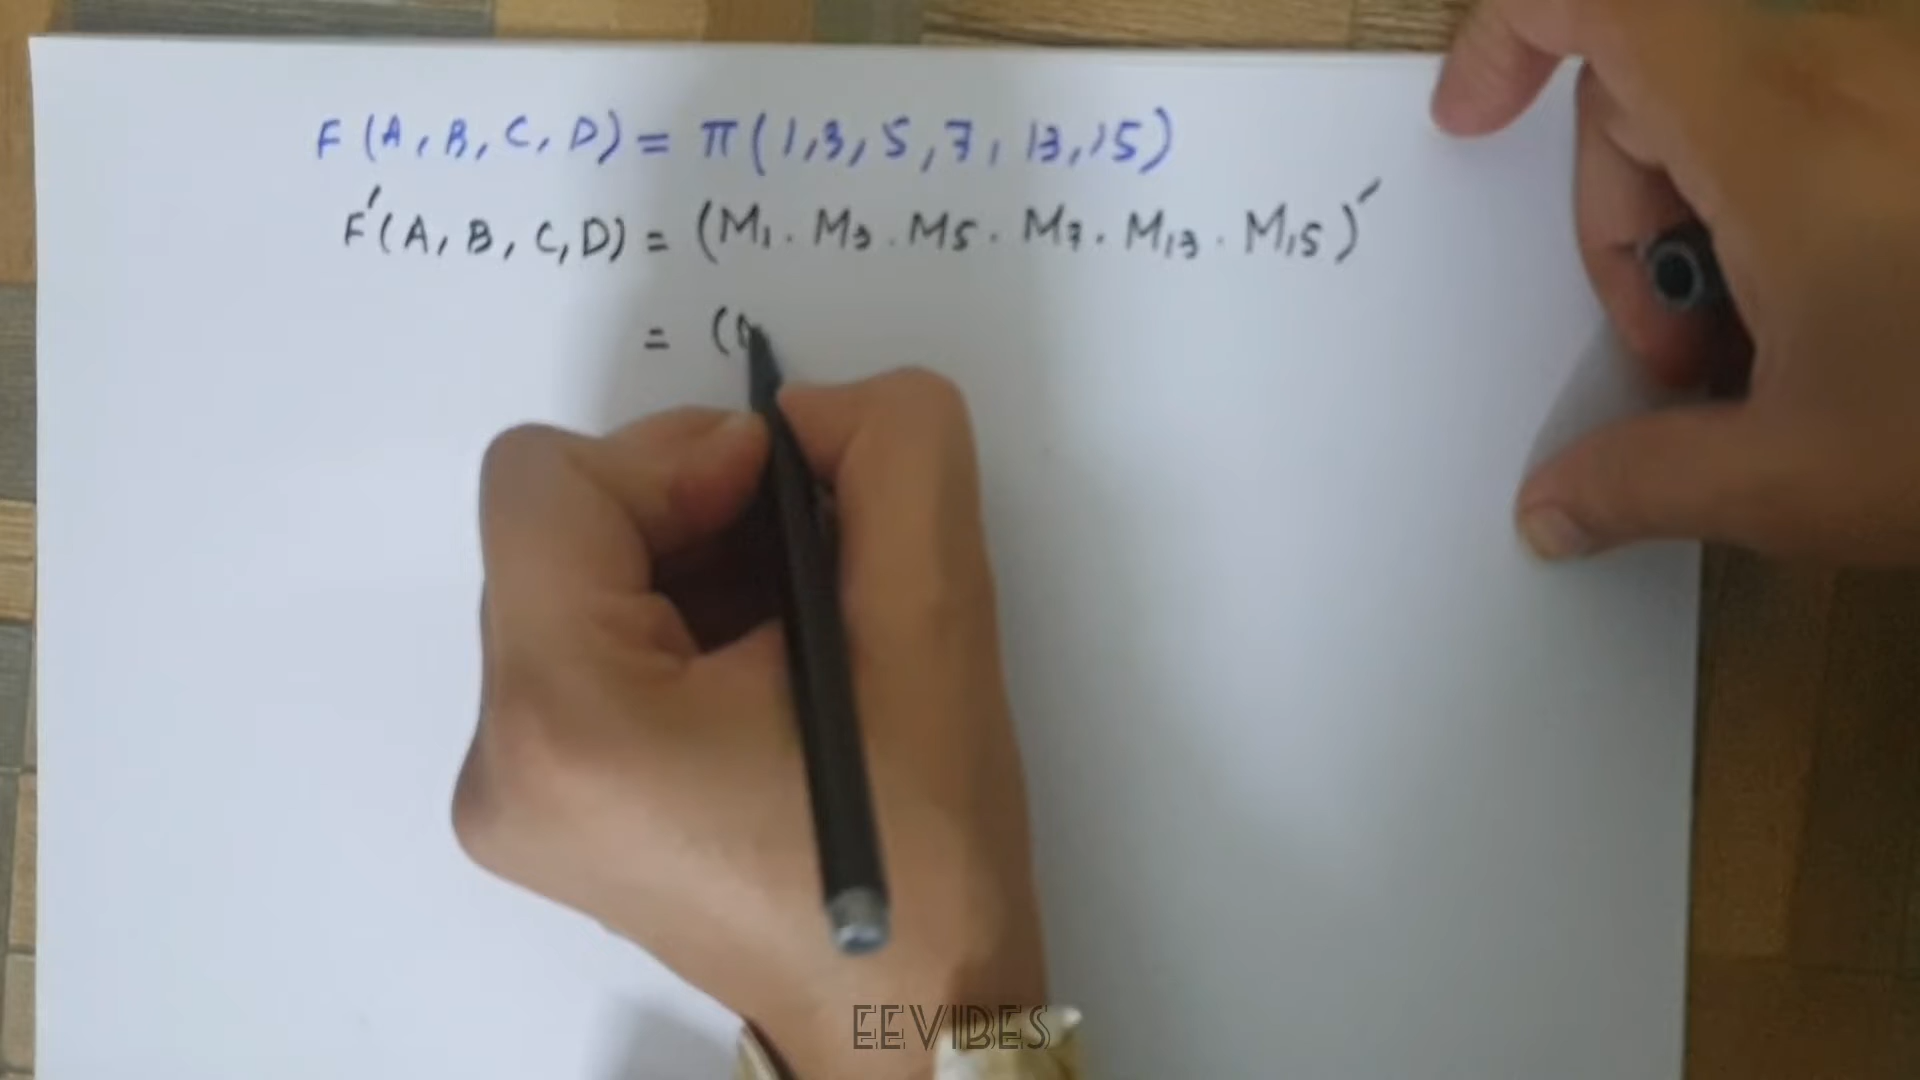 F (A, B, C, D) = π (1,3, 5, 7, 13, 15)
F'(A, B, C, D) = (M1 . M3 . M5 . M7 . M13 . M15)'
= (
EEVIBES